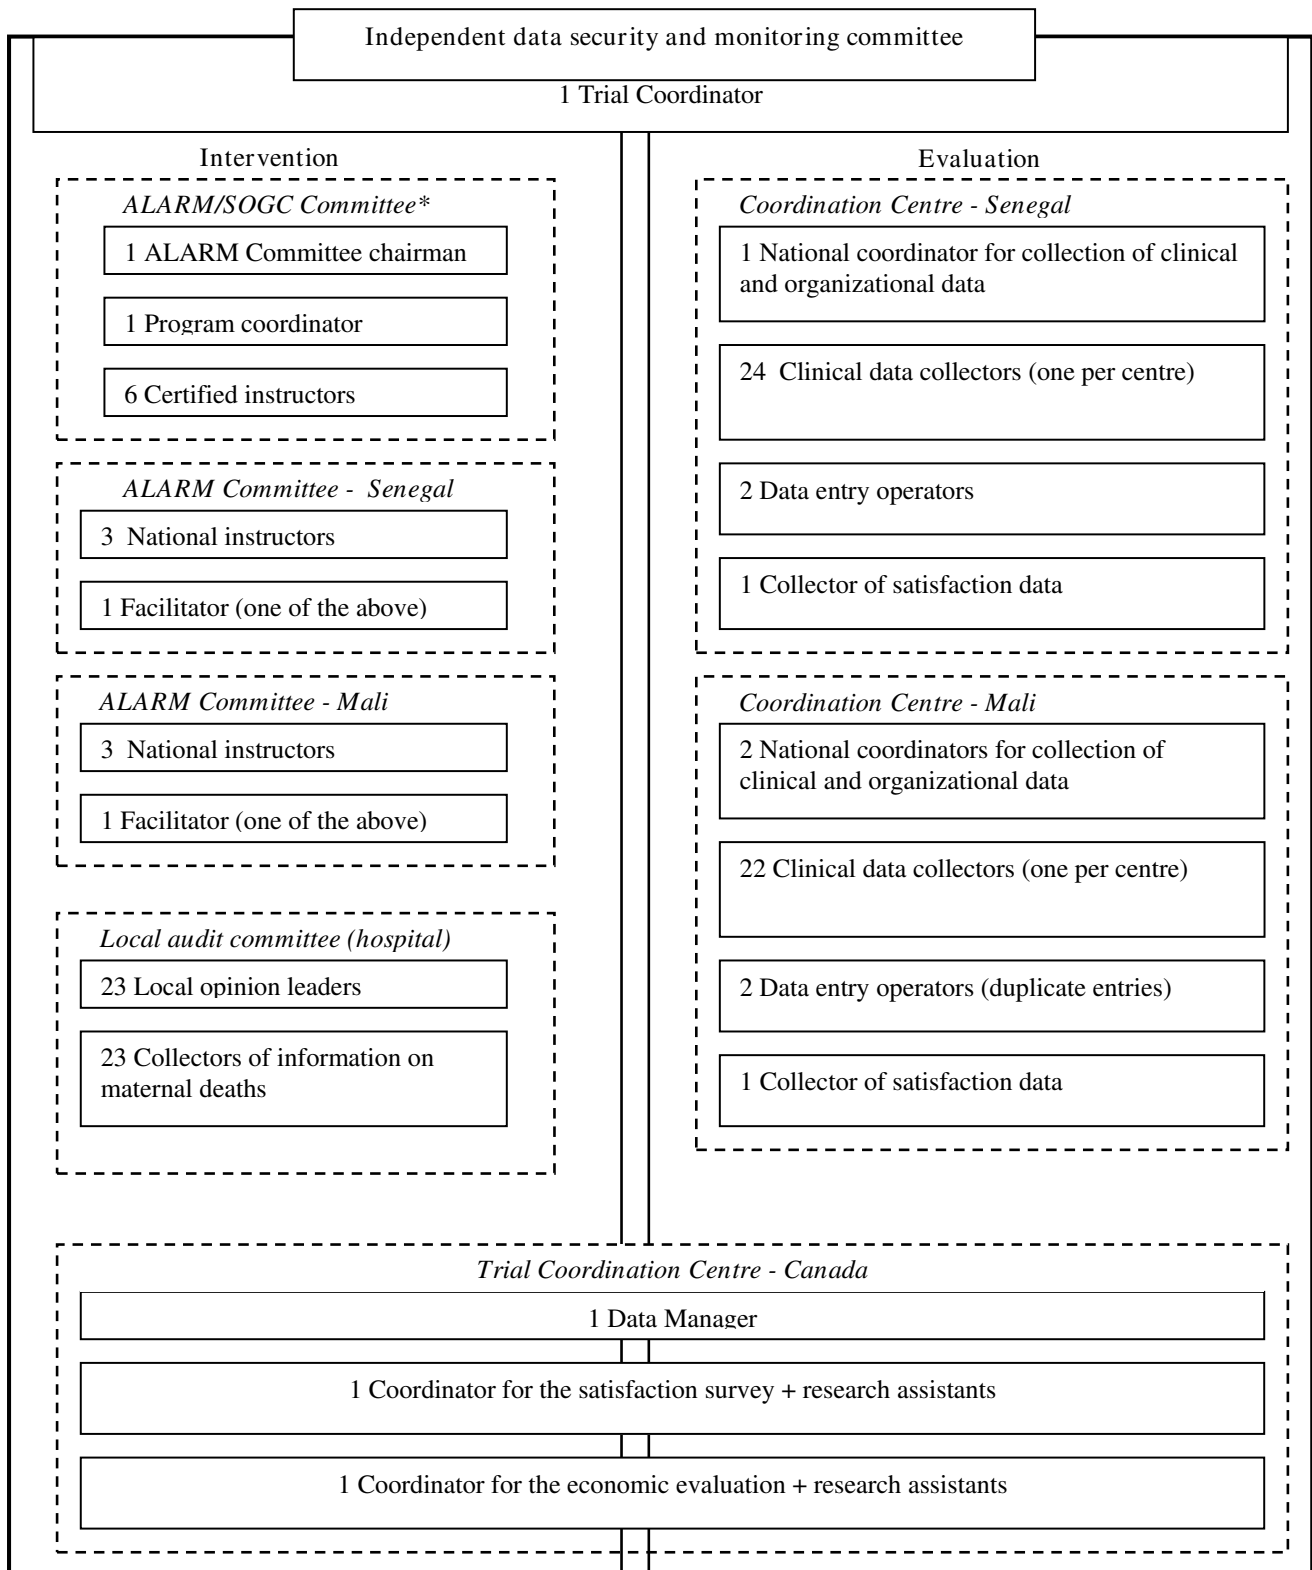 Independent data security and monitoring committee
1 Trial Coordinator
Intervention
ALARM/SOGC Committee*
1 ALARM Committee chairman
1 Program coordinator
6 Certified instructors
ALARM Committee - Senegal
3 National instructors
1 Facilitator (one of the above)
ALARM Committee - Mali
3 National instructors
1 Facilitator (one of the above)
Local audit committee (hospital)
23 Local opinion leaders
23 Collectors of information on
maternal deaths
Evaluation
Coordination Centre - Senegal
1 National coordinator for collection of clinical
and organizational data
24 Clinical data collectors (one per centre)
2 Data entry operators
1 Collector of satisfaction data
Coordination Centre - Mali
2 National coordinators for collection of
clinical and organizational data
22 Clinical data collectors (one per centre)
2 Data entry operators (duplicate entries)
1 Collector of satisfaction data
Trial Coordination Centre - Canada
1 Data Manager
1 Coordinator for the satisfaction survey + research assistants
1 Coordinator for the economic evaluation + research assistants